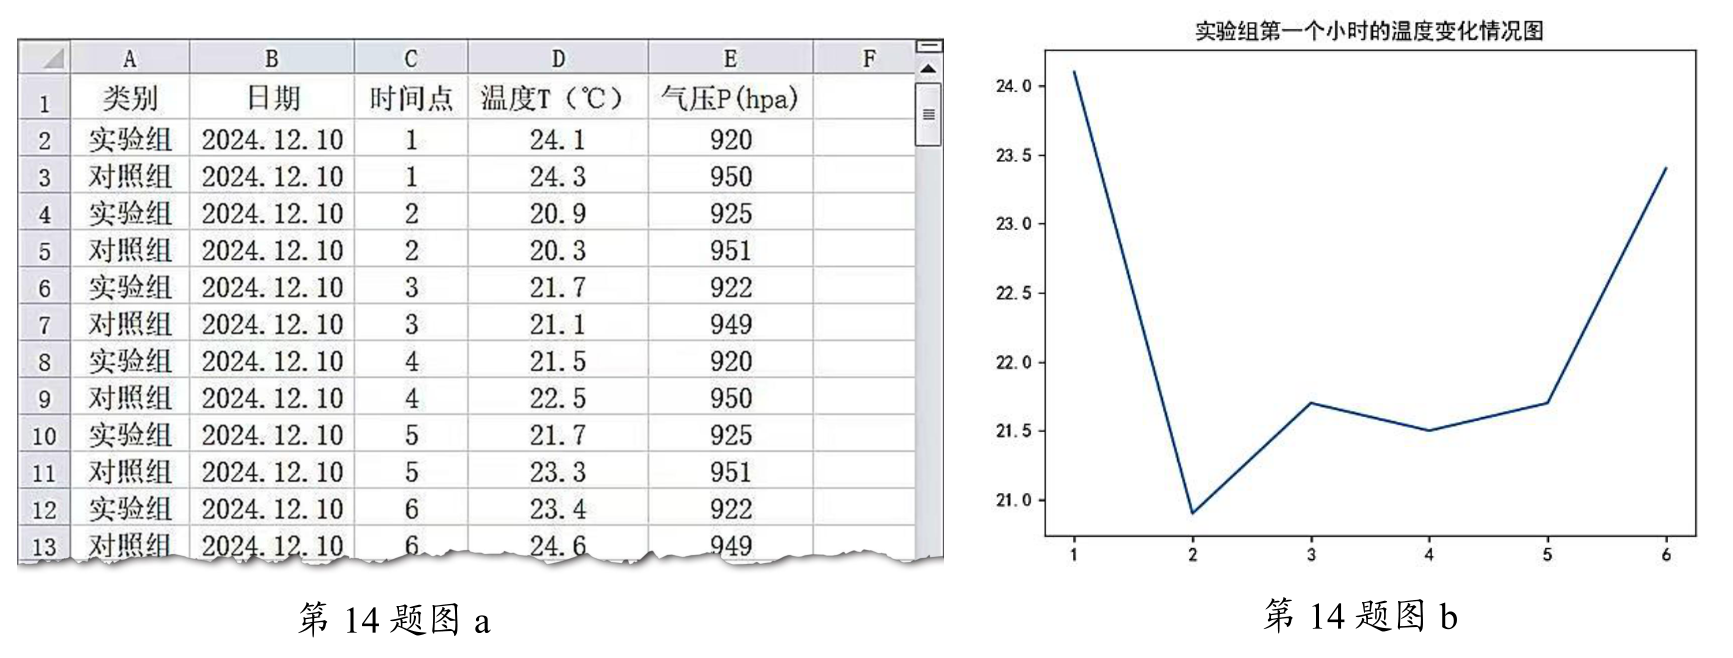 A B C D E F
1 类别 日期 时间点 温度T（℃） 气压P(hpa)
2 实验组 2024.12.10 1 24.1 920
3 对照组 2024.12.10 1 24.3 950
4 实验组 2024.12.10 2 20.9 925
5 对照组 2024.12.10 2 20.3 951
6 实验组 2024.12.10 3 21.7 922
7 对照组 2024.12.10 3 21.1 949
8 实验组 2024.12.10 4 21.5 920
9 对照组 2024.12.10 4 22.5 950
10 实验组 2024.12.10 5 21.7 925
11 对照组 2024.12.10 5 23.3 951
12 实验组 2024.12.10 6 23.4 922
13 对照组 2024.12.10 6 24.6 949
第 14 题图 a
实验组第一个小时的温度变化情况图
24.0
23.5
23.0
22.5
22.0
21.5
21.0
1 2 3 4 5 6
第 14 题图 b